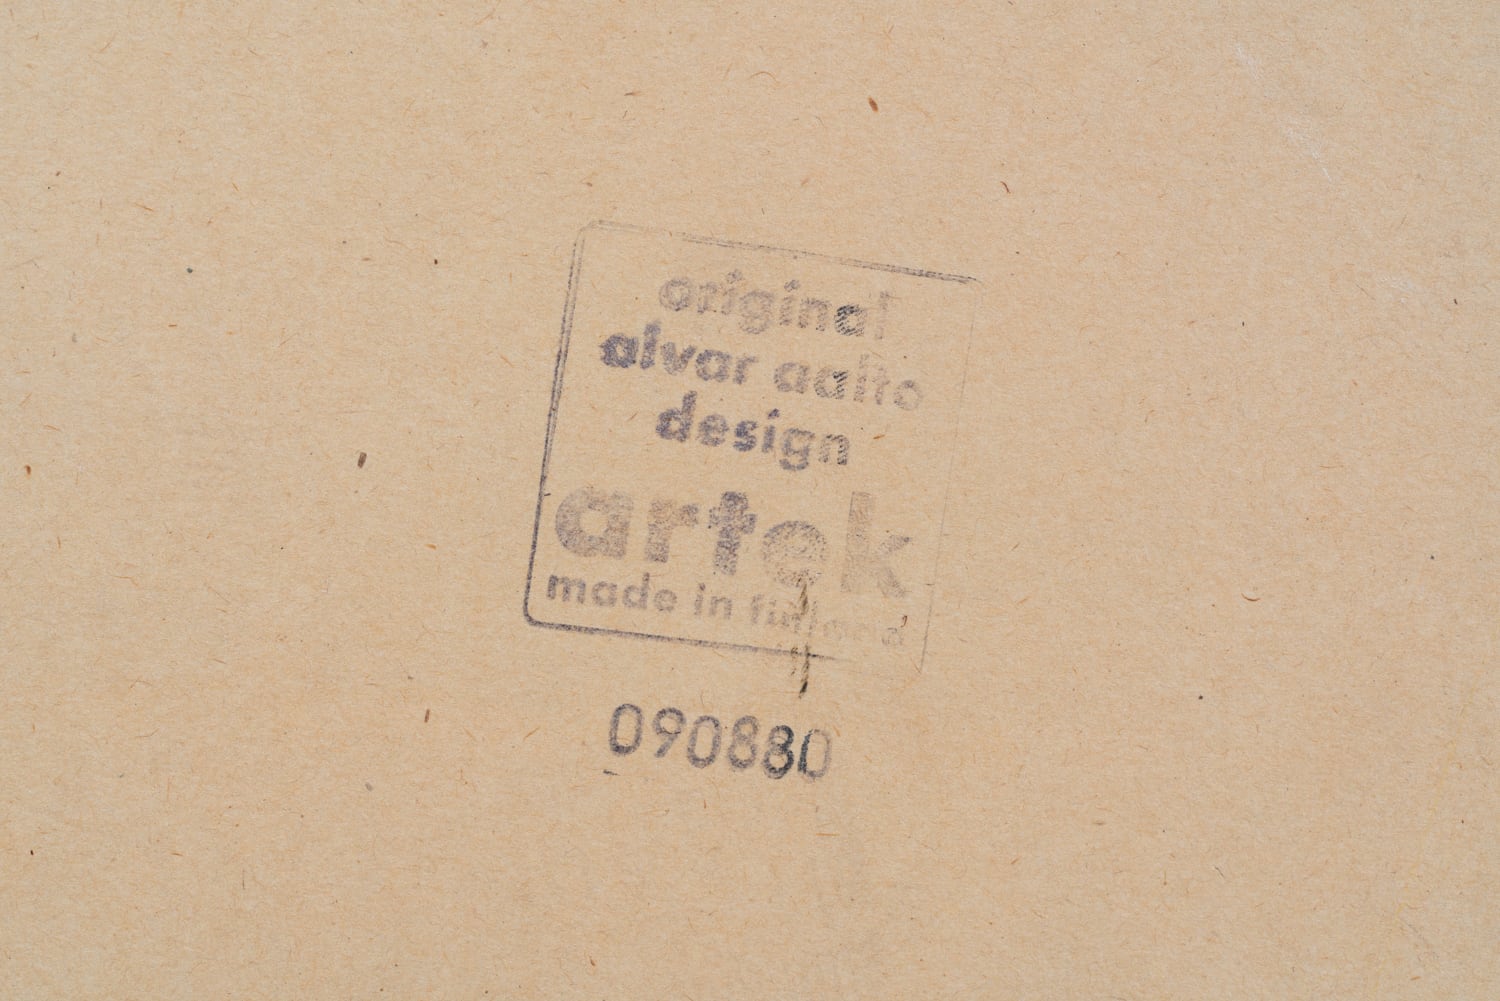 original
alvar aalto
design
artek
made in finland
090880